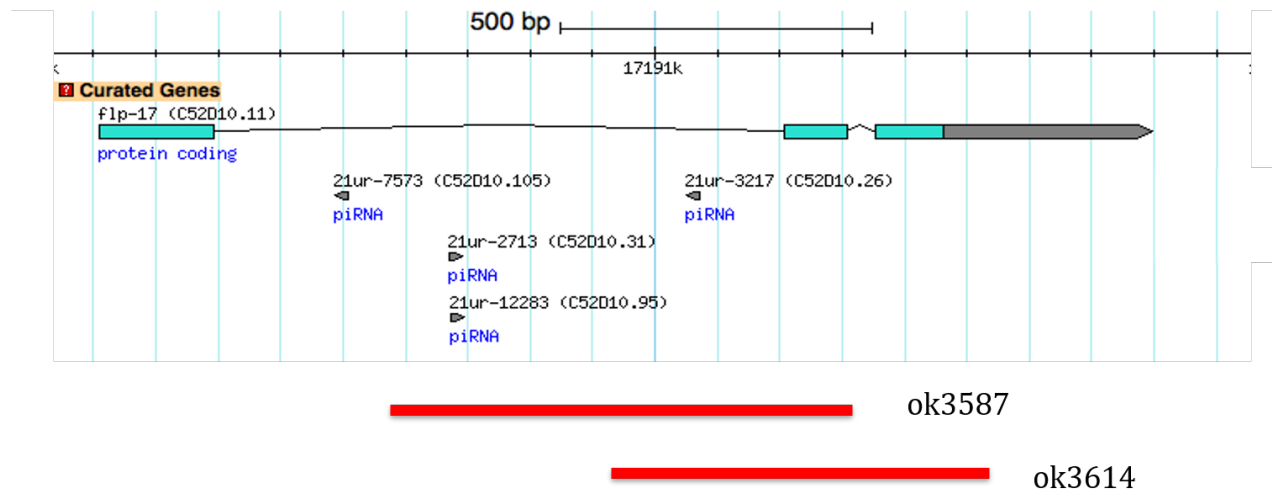 500 bp
17191k
? Curated Genes
flp-17 (C52D10.11)
protein coding
21ur-7573 (C52D10.105)
piRNA
21ur-3217 (C52D10.26)
piRNA
21ur-2713 (C52D10.31)
piRNA
21ur-12283 (C52D10.95)
piRNA
ok3587
ok3614